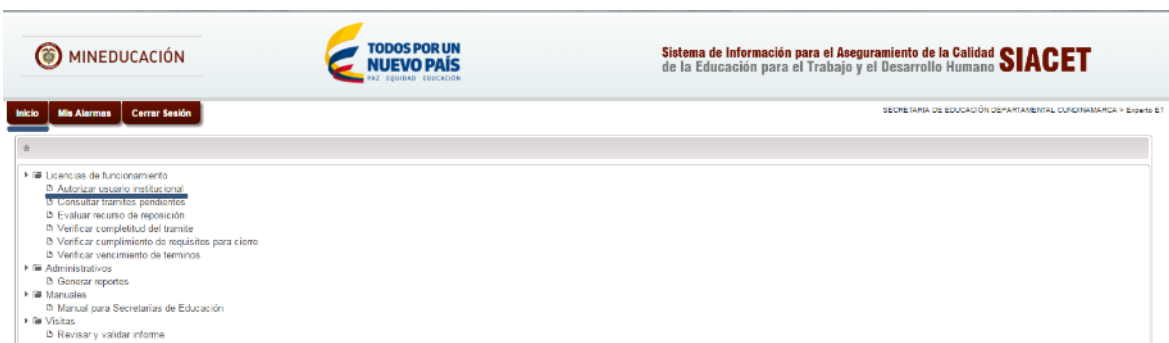 MINEDUCACIÓN
TODOS POR UN
NUEVO PAÍS
PAZ EQUIDAD EDUCACIÓN
Sistema de Información para el Aseguramiento de la Calidad SIACET
de la Educación para el Trabajo y el Desarrollo Humano
Inicio Mis Alarmas Cerrar Sesión
SECRETARIA DE EDUCACIÓN DEPARTAMENTAL CUNDINAMARCA > Experto ET
Licencias de funcionamiento
Autorizar usuario institucional
Consultar tramites pendientes
Evaluar recurso de reposición
Verificar completitud del tramite
Verificar cumplimiento de requisitos para cierre
Verificar vencimiento de terminos
Administrativos
Generar reportes
Manuales
Manual para Secretarías de Educación
Visitas
Revisar y validar informe